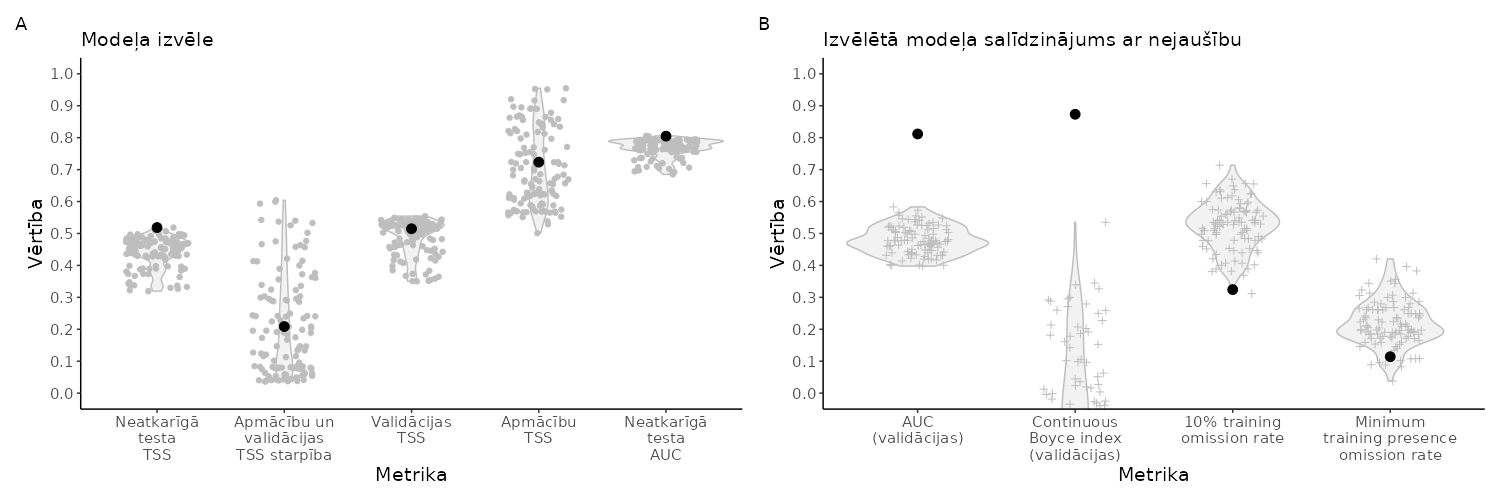 A
Modeļa izvēle
Vērtība
1.0
0.9
0.8
0.7
0.6
0.5
0.4
0.3
0.2
0.1
0.0
Neatkarīgā
testa
TSS
Apmācību un
validācijas
TSS starpība
Validācijas
TSS
Apmācību
TSS
Neatkarīgā
testa
AUC
Metrika
B
Izvēlētā modeļa salīdzinājums ar nejaušību
Vērtība
1.0
0.9
0.8
0.7
0.6
0.5
0.4
0.3
0.2
0.1
0.0
AUC
(validācijas)
Continuous
Boyce index
(validācijas)
10% training
omission rate
Minimum
training presence
omission rate
Metrika